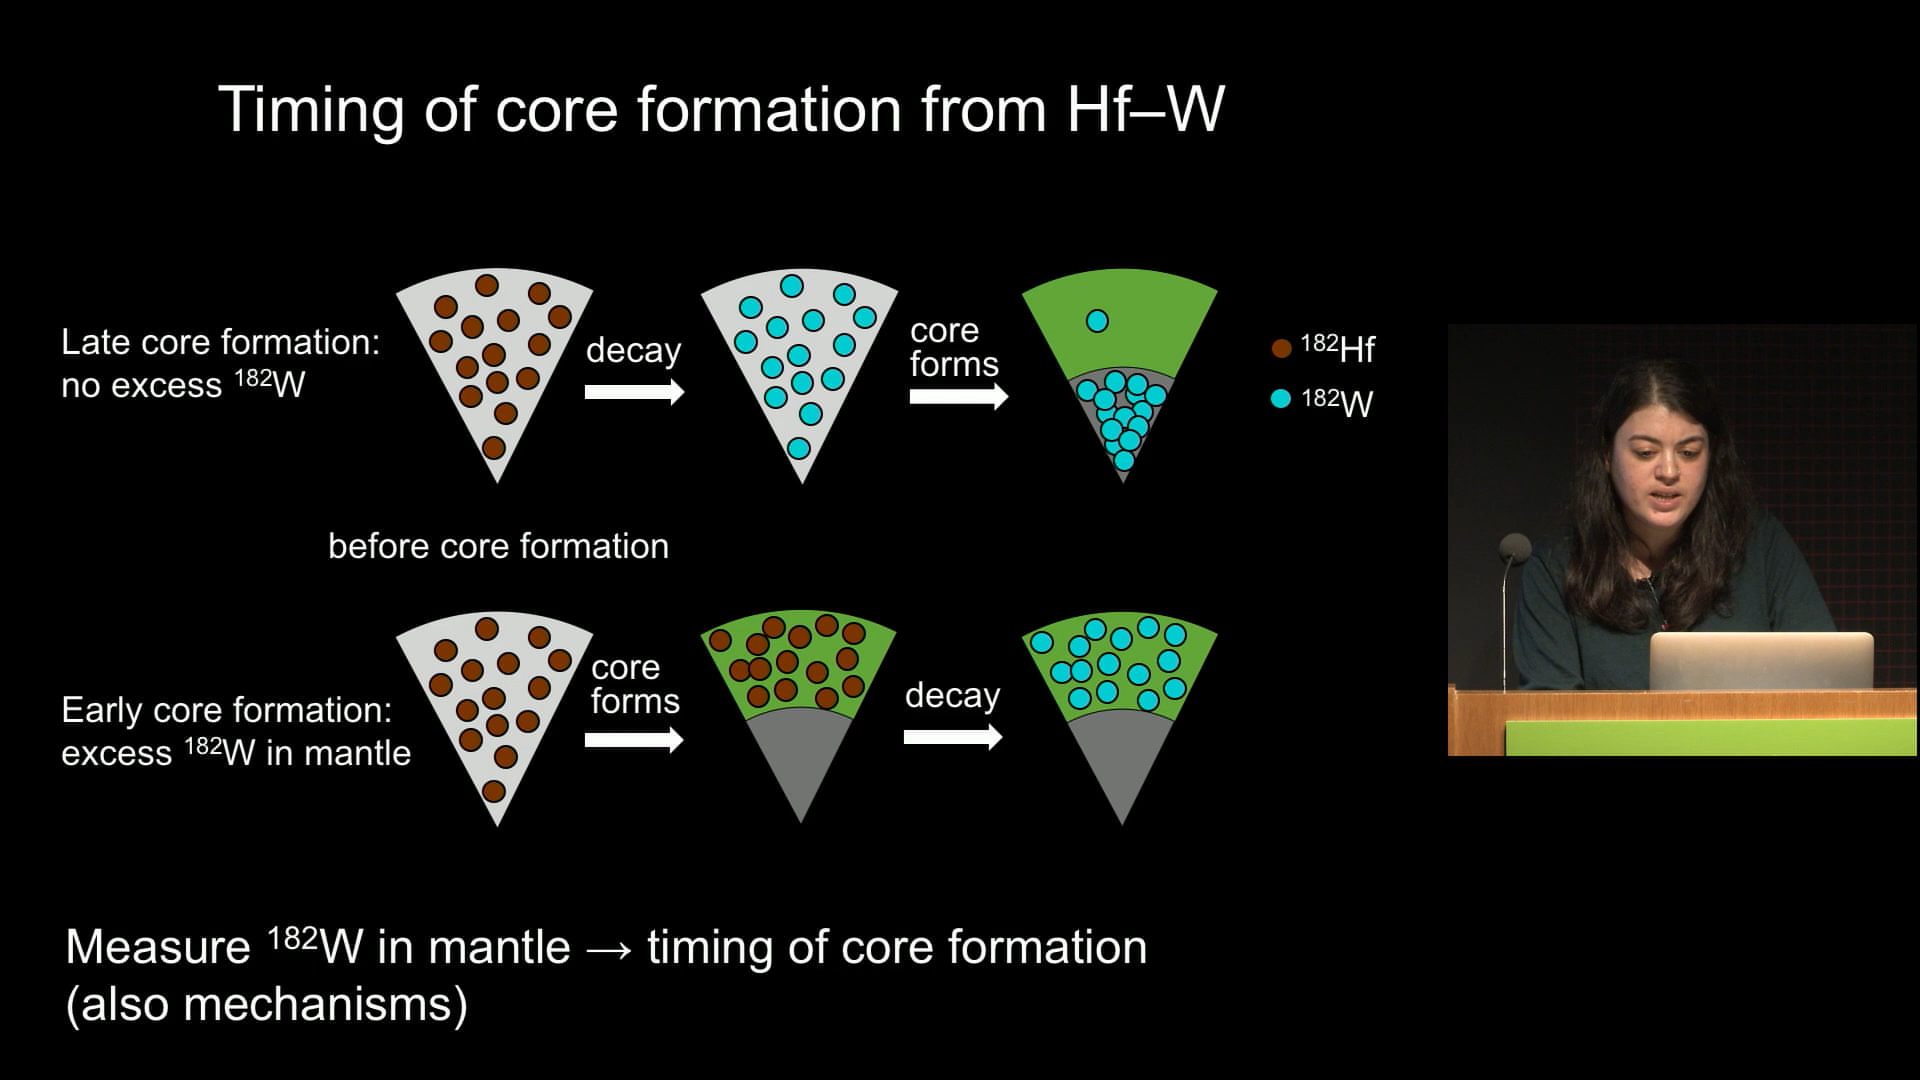 Timing of core formation from Hf–W
Late core formation:
no excess ¹⁸²W
decay
core
forms
¹⁸²Hf
¹⁸²W
before core formation
Early core formation:
excess ¹⁸²W in mantle
core
forms
decay
Measure ¹⁸²W in mantle → timing of core formation
(also mechanisms)